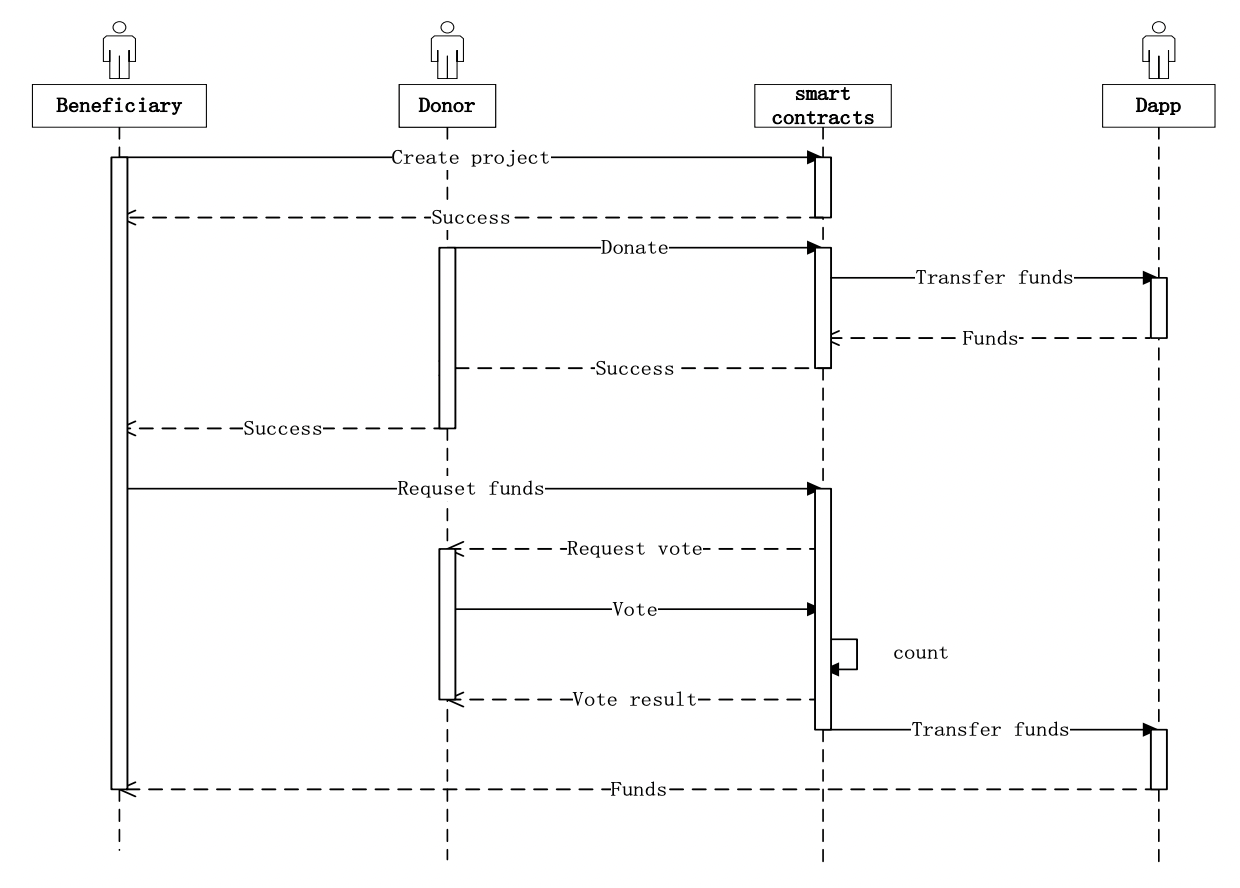 Beneficiary
Donor
smart
contracts
Dapp
Create project
Success
Donate
Transfer funds
Funds
Success
Success
Requset funds
Request vote
Vote
count
Vote result
Transfer funds
Funds